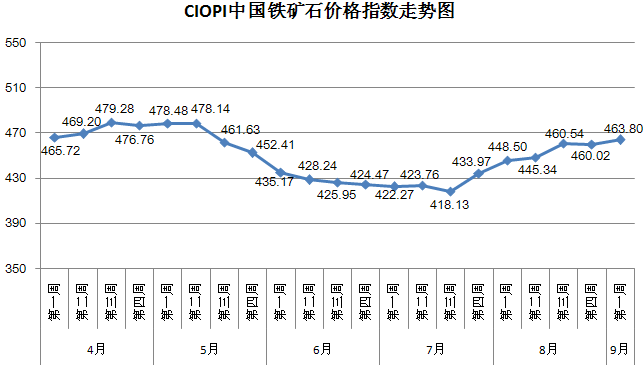 CIOPI中国铁矿石价格指数走势图
550
510
470
430
390
350
465.72
469.20
479.28
476.76
478.48
478.14
461.63
452.41
435.17
428.24
425.95
424.47
422.27
423.76
418.13
433.97
448.50
445.34
460.54
460.02
463.80
第一周
第二周
第三周
第四周
第一周
第二周
第三周
第四周
第一周
第二周
第三周
第四周
第一周
第二周
第三周
第四周
第一周
第二周
第三周
第四周
第一周
4月 5月 6月 7月 8月 9月